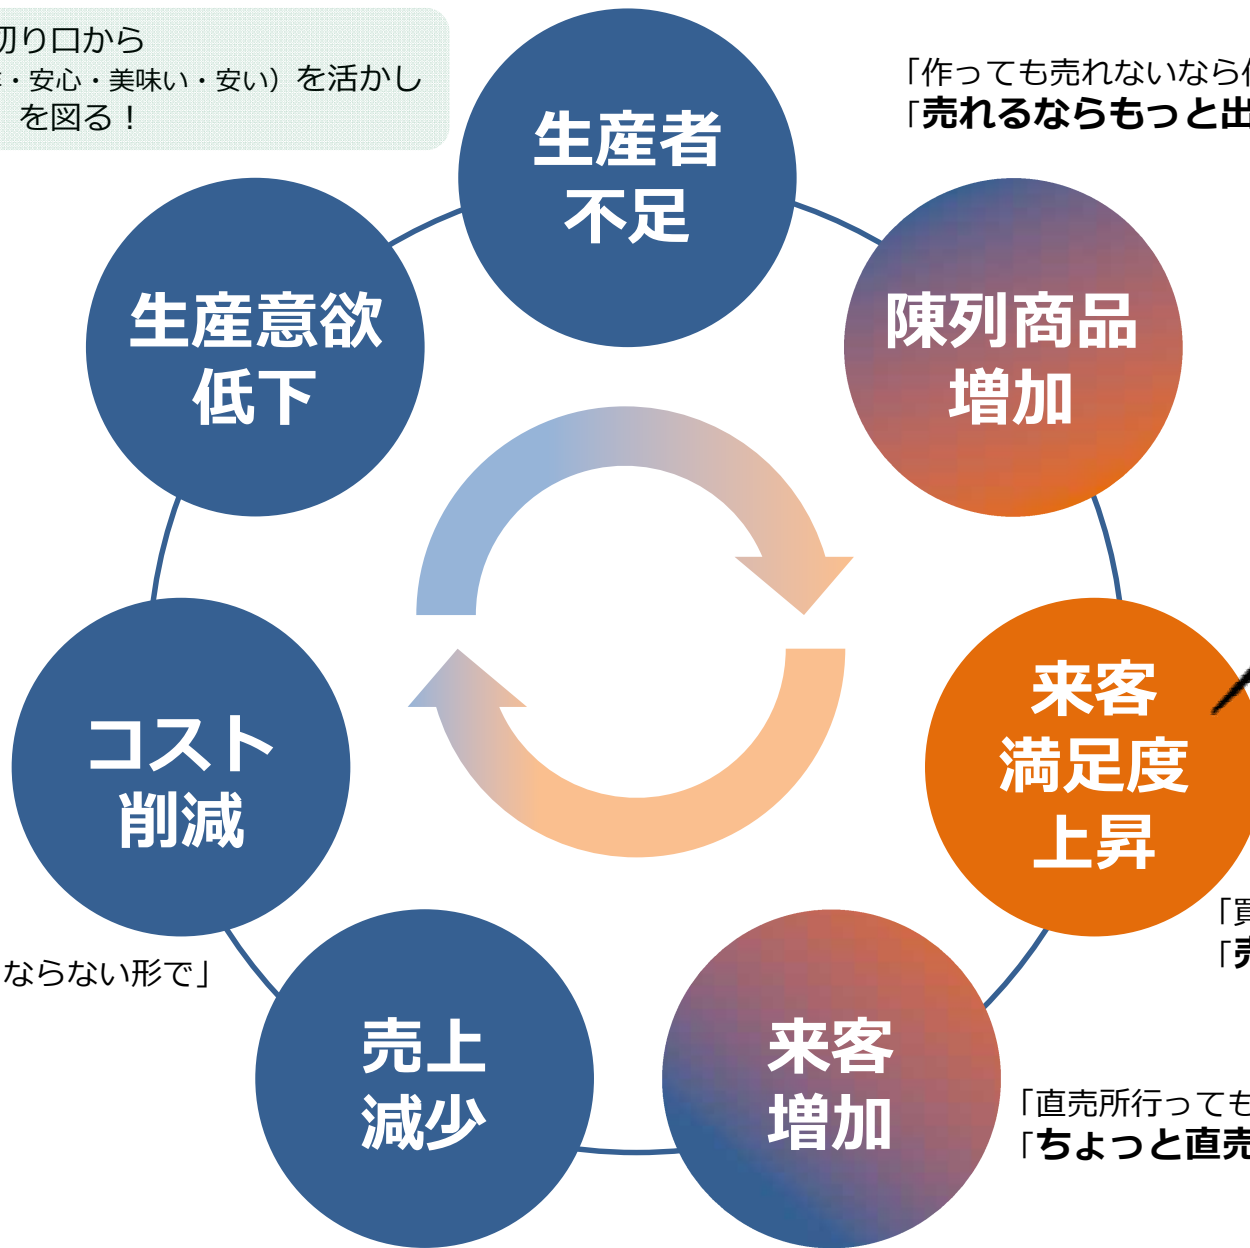 切り口から
・安心・美味い・安い）を活かし
を図る！
「作っても売れないなら
「売れるならもっと出
生産者
不足
生産意欲
低下
陳列商品
増加
来客
満足度
上昇
コスト
削減
「買
「
ならない形で」
売上
減少
来客
増加
「直売所行っても
「ちょっと直売